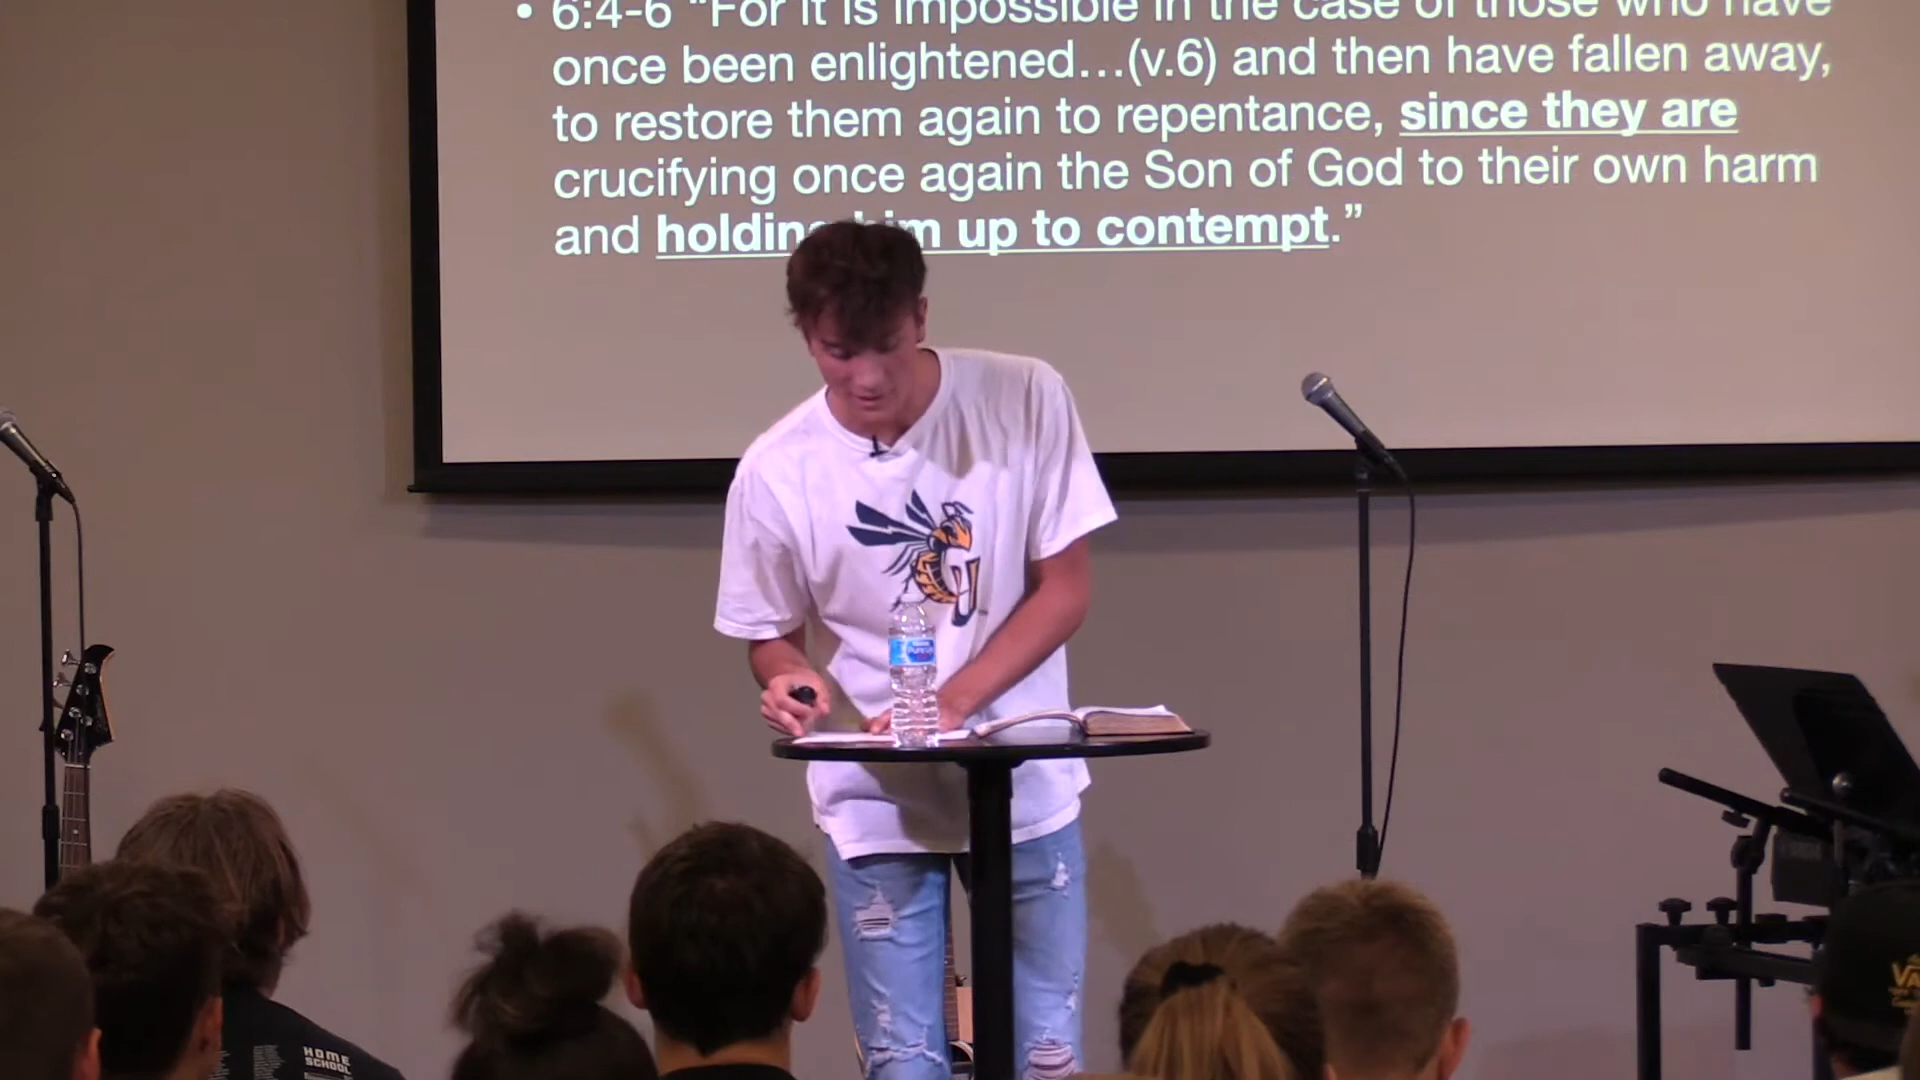 • 6:4-6 “For it is impossible in the case of those who have
once been enlightened…(v.6) and then have fallen away,
to restore them again to repentance, since they are
crucifying once again the Son of God to their own harm
and holding him up to contempt.”
HOME
SCHOOL